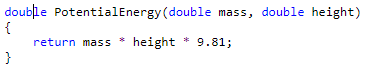 double PotentialEnergy(double mass, double height)
{
    return mass * height * 9.81;
}